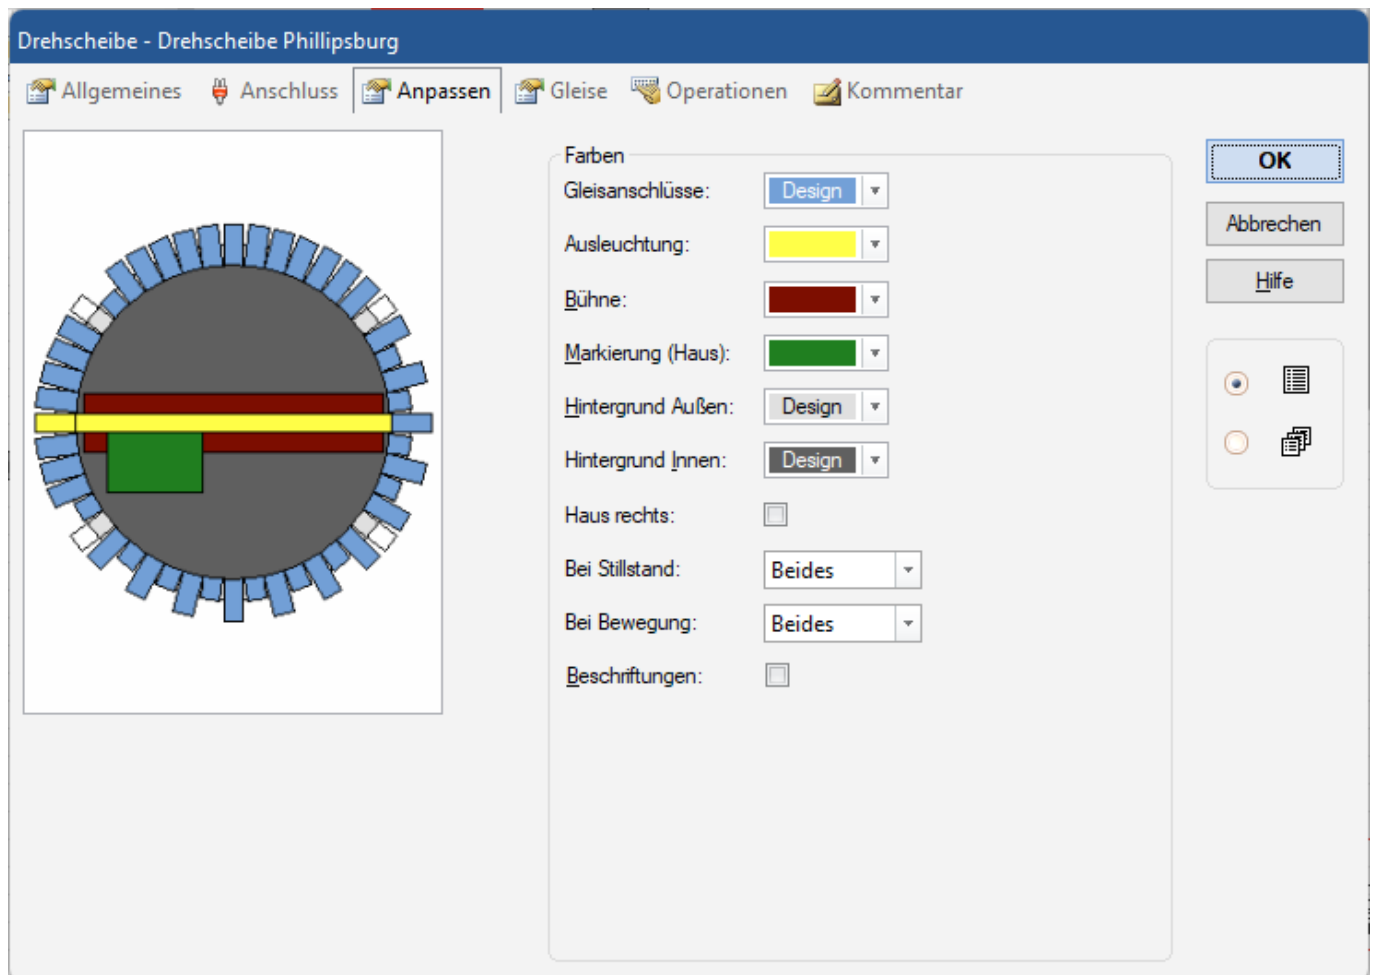 Drehscheibe - Drehscheibe Phillipsburg
Allgemeines Anschluss Anpassen Gleise Operationen Kommentar
Farben
Gleisanschlüsse: Design
Ausleuchtung:
Bühne:
Markierung (Haus):
Hintergrund Außen: Design
Hintergrund Innen: Design
Haus rechts:
Bei Stillstand: Beides
Bei Bewegung: Beides
Beschriftungen:
OK
Abbrechen
Hilfe